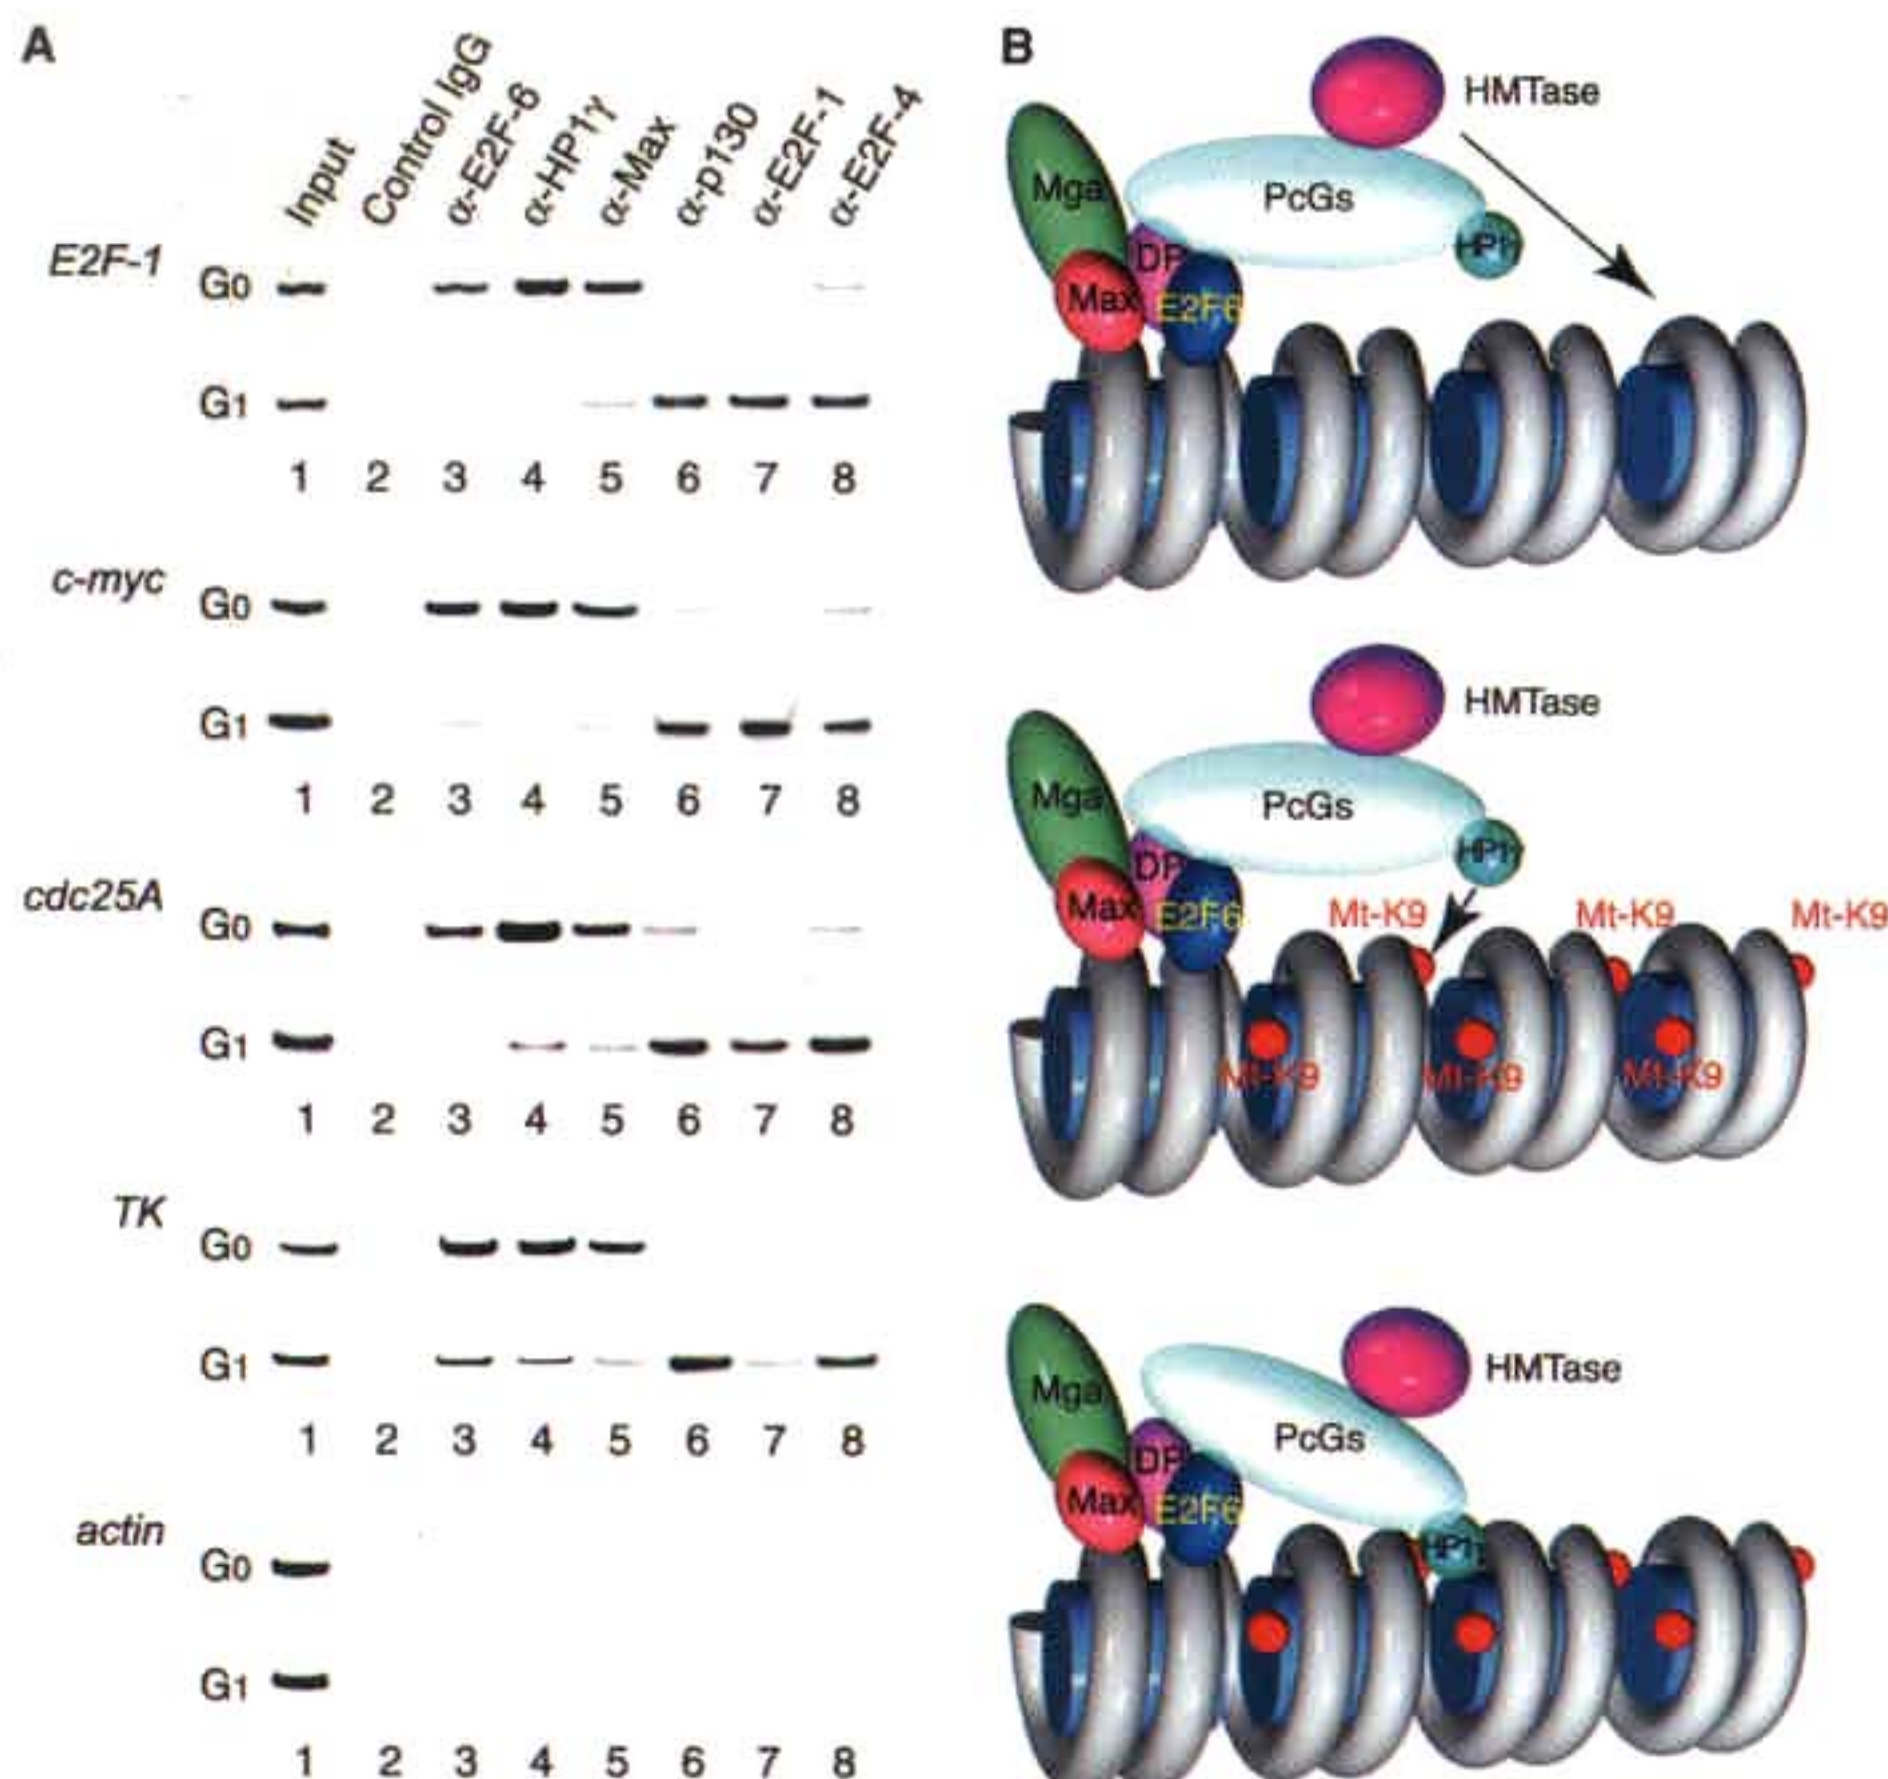 A
Input
Control IgG
α-E2F-6
α-HP1γ
α-Max
α-p130
α-E2F-1
α-E2F-4
E2F-1
G0
G1
1 2 3 4 5 6 7 8
c-myc
G0
G1
1 2 3 4 5 6 7 8
cdc25A
G0
G1
1 2 3 4 5 6 7 8
TK
G0
G1
1 2 3 4 5 6 7 8
actin
G0
G1
1 2 3 4 5 6 7 8
B
HMTase
Mga
PcGs
HP1γ
DP
Max
E2F6
HMTase
Mga
PcGs
HP1γ
DP
Max
E2F6
Mt-K9 Mt-K9 Mt-K9
Mt-K9 Mt-K9 Mt-K9
HMTase
Mga
PcGs
DP
Max
E2F6
HP1γ